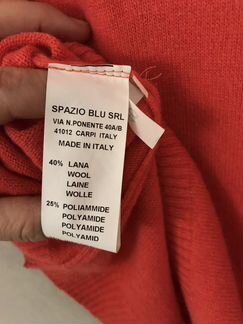 SPAZIO BLU SRL
VIA N.PONENTE 40A/B
41012 CARPI ITALY
MADE IN ITALY
40% LANA
WOOL
LAINE
WOLLE
25% POLIAMMIDE
POLYAMIDE
POLYAMIDE
POLYAMID